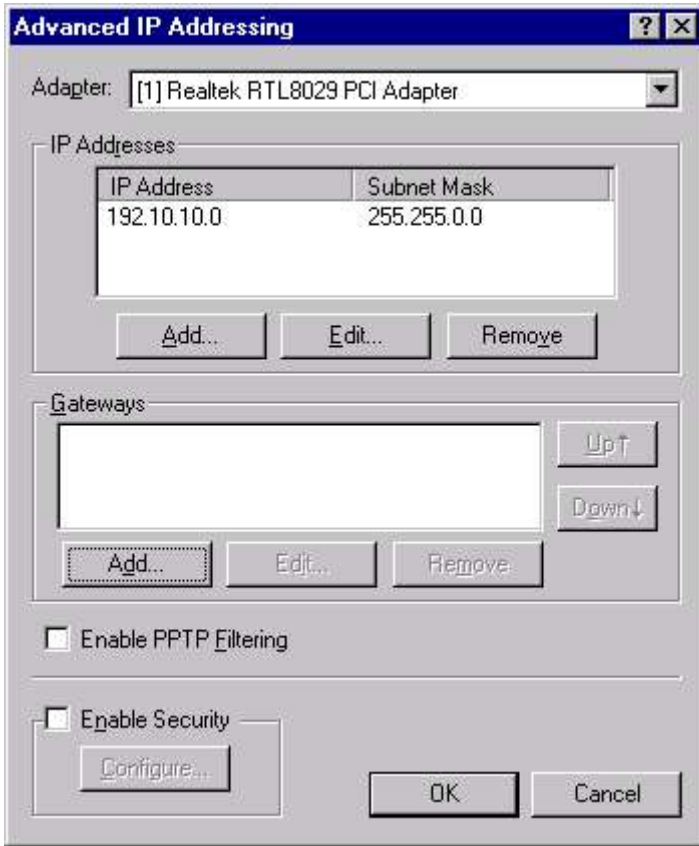 Advanced IP Addressing
Adapter: [1] Realtek RTL8029 PCI Adapter
IP Addresses
IP Address Subnet Mask
192.10.10.0 255.255.0.0
Add... Edit... Remove
Gateways
Up↑
Down↓
Add... Edit... Remove
Enable PPTP Filtering
Enable Security
Configure...
OK Cancel